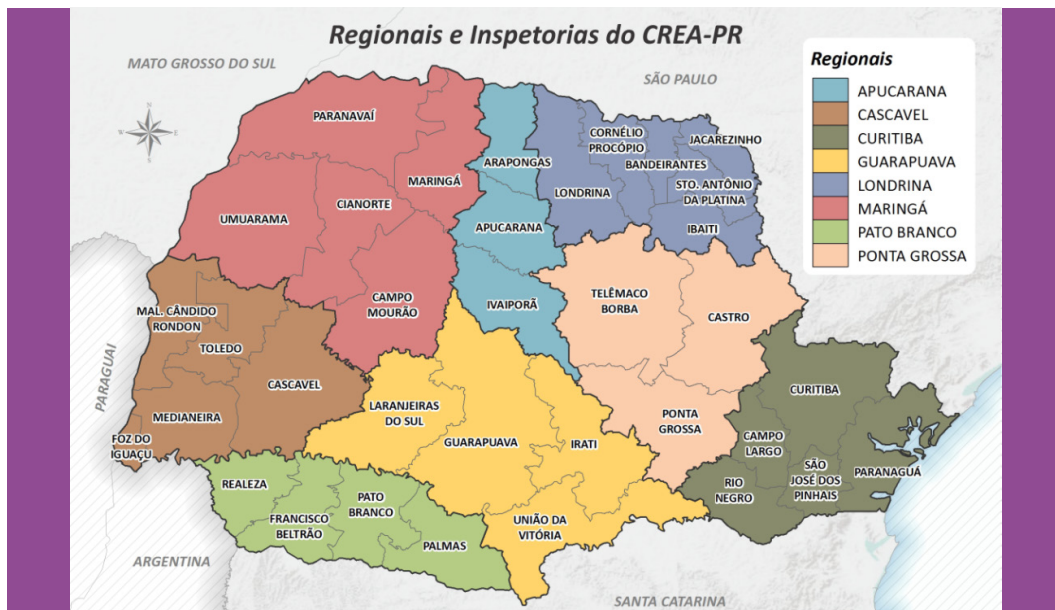 Regionais e Inspetorias do CREA-PR
MATO GROSSO DO SUL
SÃO PAULO
Regionais
APUCARANA
CASCAVEL
CURITIBA
GUARAPUAVA
LONDRINA
MARINGÁ
PATO BRANCO
PONTA GROSSA
N
W
E
S
PARANAVAÍ
CORNÉLIO
PROCÓPIO
JACAREZINHO
ARAPONGAS
BANDEIRANTES
MARINGÁ
LONDRINA
STO. ANTÔNIO
DA PLATINA
CIANORTE
UMUARAMA
APUCARANA
IBAITI
CAMPO
MOURÃO
IVAIPORÃ
TELÊMACO
BORBA
CASTRO
MAL. CÂNDIDO
RONDON
TOLEDO
PARAGUAI
CASCAVEL
CURITIBA
MEDIANEIRA
LARANJEIRAS
DO SUL
PONTA
GROSSA
FOZ DO
IGUAÇU
GUARAPUAVA
IRATI
CAMPO
LARGO
SÃO
JOSÉ DOS
PINHAIS
PARANAGUÁ
RIO
NEGRO
REALEZA
PATO
BRANCO
FRANCISCO
BELTRÃO
UNIÃO DA
VITÓRIA
PALMAS
ARGENTINA
SANTA CATARINA